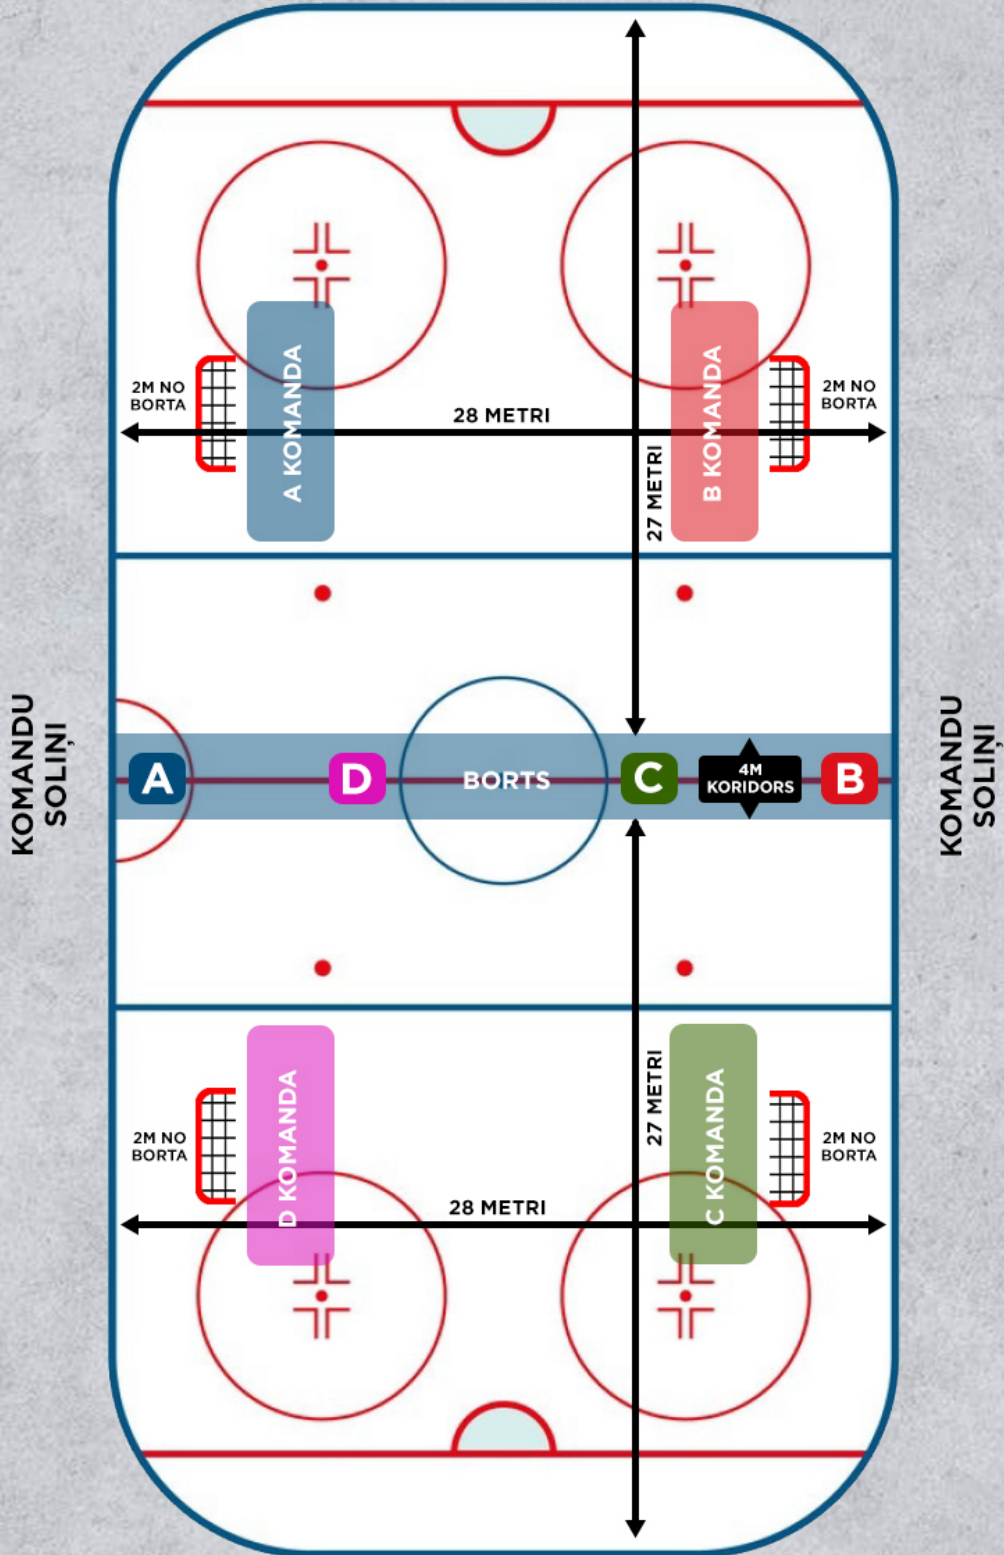 2M NO
BORTA
A KOMANDA
28 METRI
27 METRI
B KOMANDA
2M NO
BORTA
KOMANDU
SOLIŅI
A
D
BORTS
C
4M
KORIDORS
B
KOMANDU
SOLIŅI
2M NO
BORTA
D KOMANDA
28 METRI
27 METRI
C KOMANDA
2M NO
BORTA